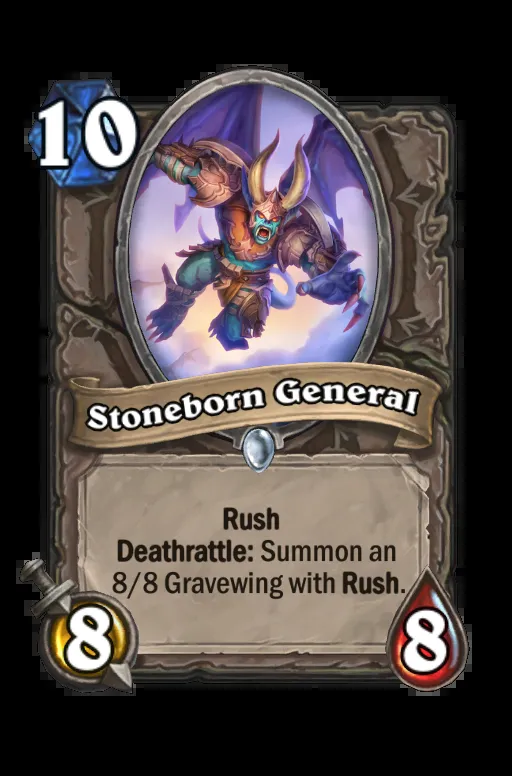 10
Stoneborn General
Rush
Deathrattle: Summon an
8/8 Gravewing with Rush.
8
8